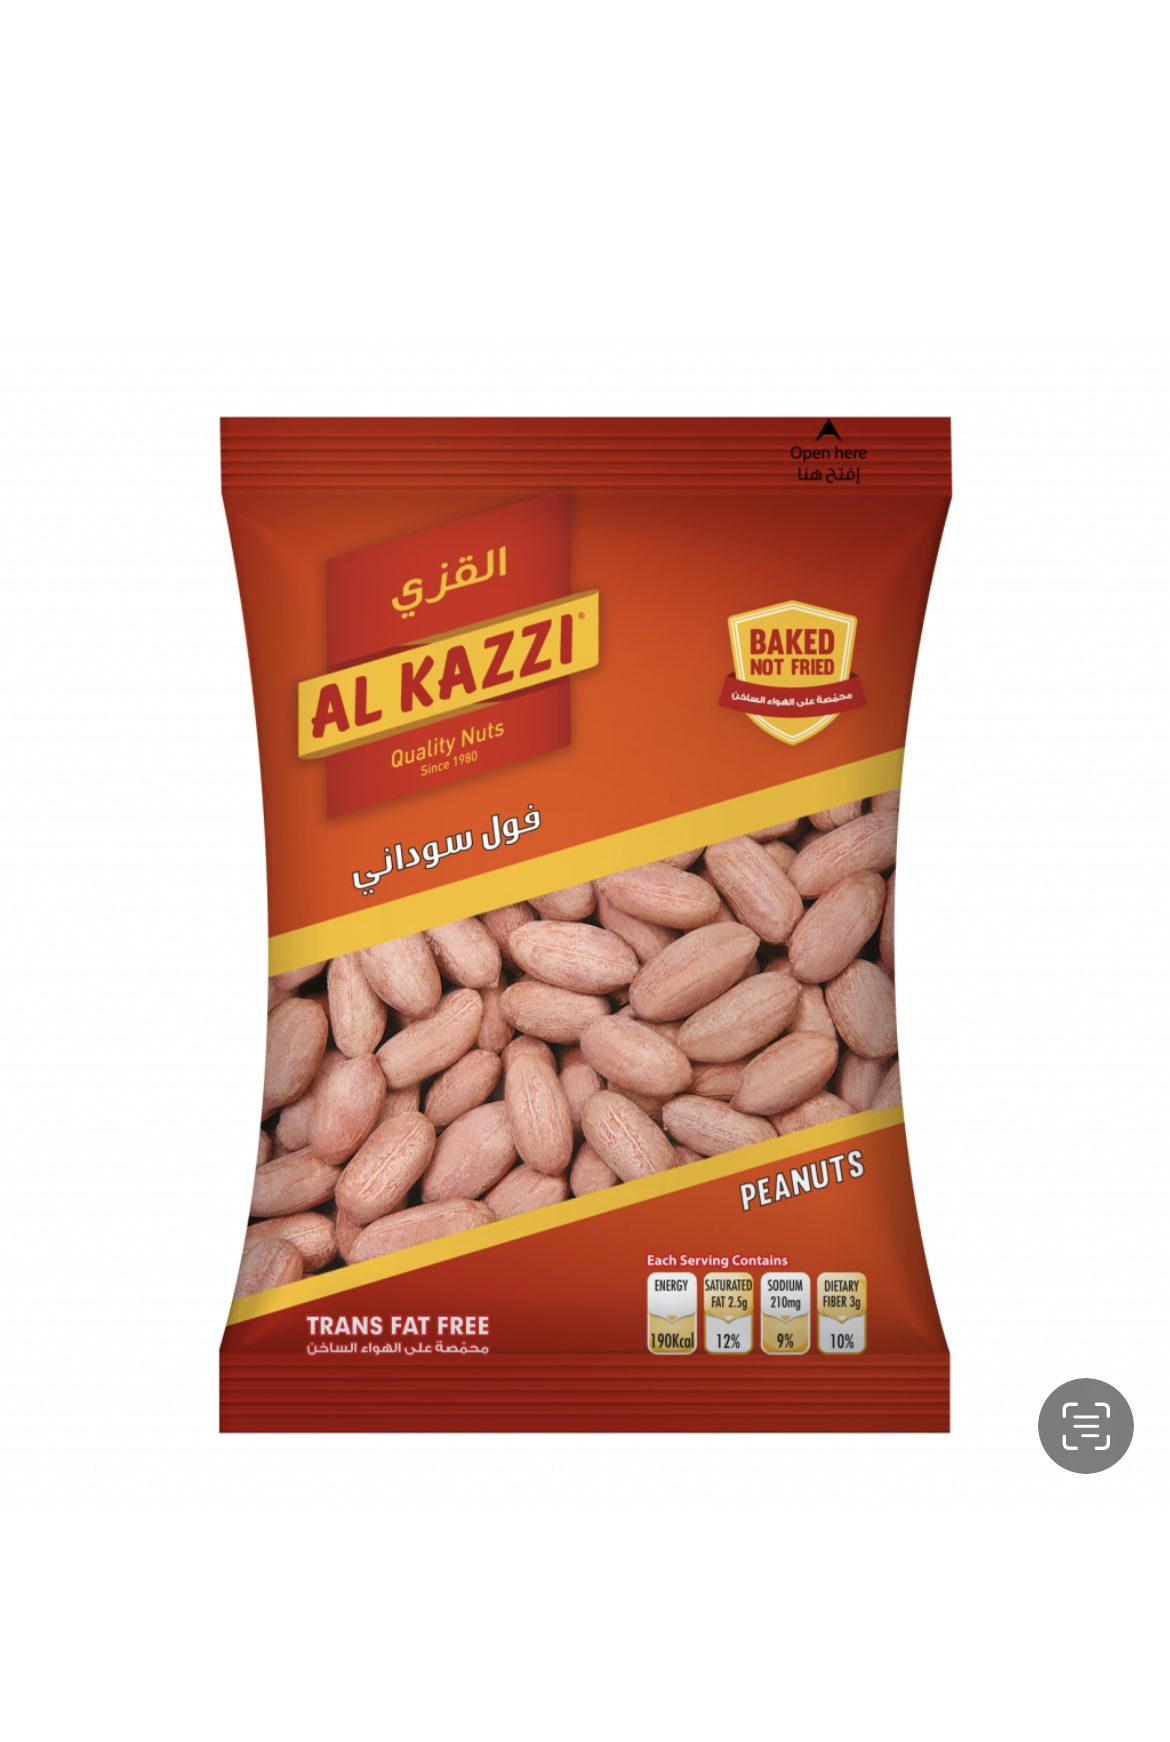 Open here
إفتح هنا
القزي
AL KAZZI®
Quality Nuts
Since 1980
BAKED
NOT FRIED
محمّصة على الهواء الساخن
فول سوداني
PEANUTS
Each Serving Contains
ENERGY
190Kcal
SATURATED
FAT 2.5g
12%
SODIUM
210mg
9%
DIETARY
FIBER 3g
10%
TRANS FAT FREE
محمّصة على الهواء الساخن